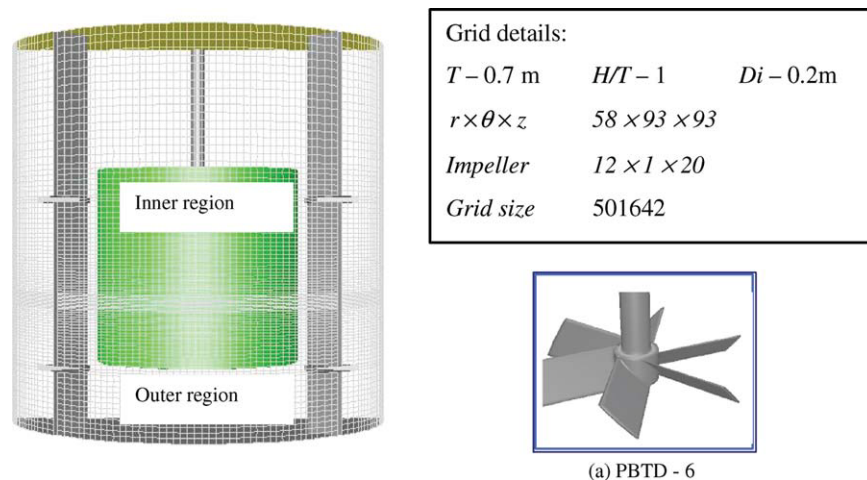 Inner region
Outer region
Grid details:
T – 0.7 m H/T – 1 Di – 0.2m
r×θ×z 58 ×93 ×93
Impeller 12 ×1 ×20
Grid size 501642
(a) PBTD - 6